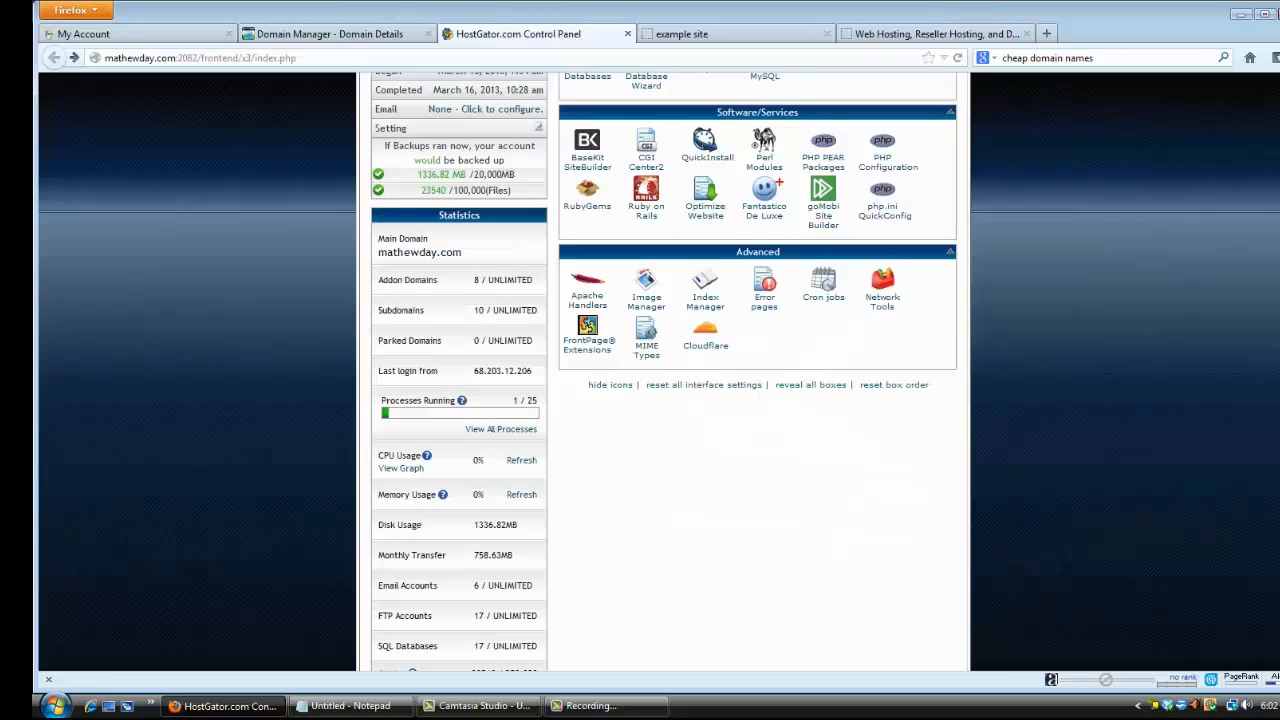 Firefox
My Account
Domain Manager - Domain Details
HostGator.com Control Panel
example site
Web Hosting, Reseller Hosting, and D...
mathewday.com:2082/frontend/x3/index.php
cheap domain names
Completed March 16, 2013, 10:28 am
Email None - Click to configure.
Setting
If Backups ran now, your account
would be backed up
1336.82 MB /20,000MB
23540 /100,000(Files)
Statistics
Main Domain
mathewday.com
Addon Domains 8 / UNLIMITED
Subdomains 10 / UNLIMITED
Parked Domains 0 / UNLIMITED
Last login from 68.203.12.206
Processes Running 1 / 25
View All Processes
CPU Usage 0% Refresh
View Graph
Memory Usage 0% Refresh
Disk Usage 1336.82MB
Monthly Transfer 758.63MB
Email Accounts 6 / UNLIMITED
FTP Accounts 17 / UNLIMITED
SQL Databases 17 / UNLIMITED
Databases
Database
Wizard
MySQL
Software/Services
BaseKit
SiteBuilder
CGI
Center2
QuickInstall
Perl
Modules
PHP PEAR
Packages
PHP
Configuration
RubyGems
Ruby on
Rails
Optimize
Website
Fantastico
De Luxe
goMobi
Site
Builder
php.ini
QuickConfig
Advanced
Apache
Handlers
Image
Manager
Index
Manager
Error
pages
Cron jobs
Network
Tools
FrontPage®
Extensions
MIME
Types
Cloudflare
hide icons | reset all interface settings | reveal all boxes | reset box order
no rank
PageRank
HostGator.com Con...
Untitled - Notepad
Camtasia Studio - U...
Recording...
6:02